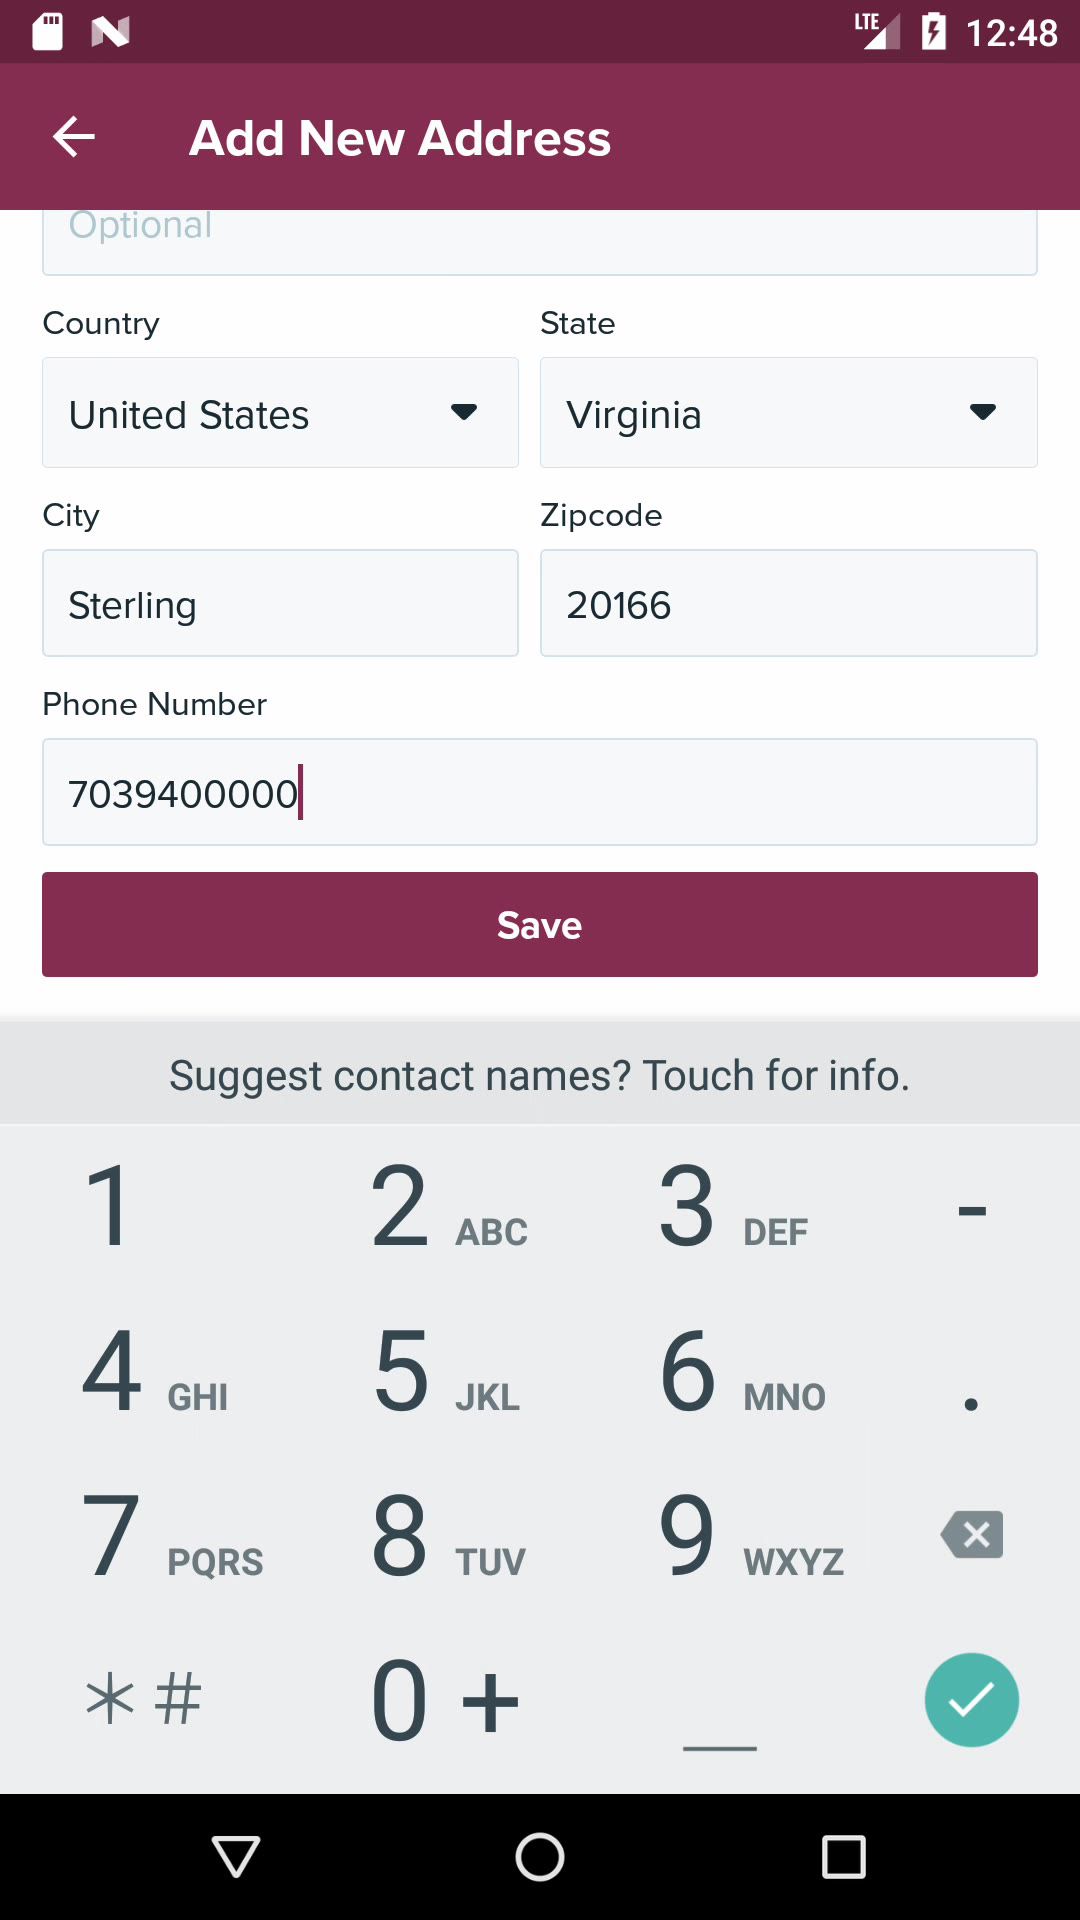 LTE 12:48
Add New Address
Optional
Country State
United States Virginia
City Zipcode
Sterling 20166
Phone Number
7039400000
Save
Suggest contact names? Touch for info.
1 2 ABC 3 DEF -
4 GHI 5 JKL 6 MNO .
7 PQRS 8 TUV 9 WXYZ
*# 0 + _